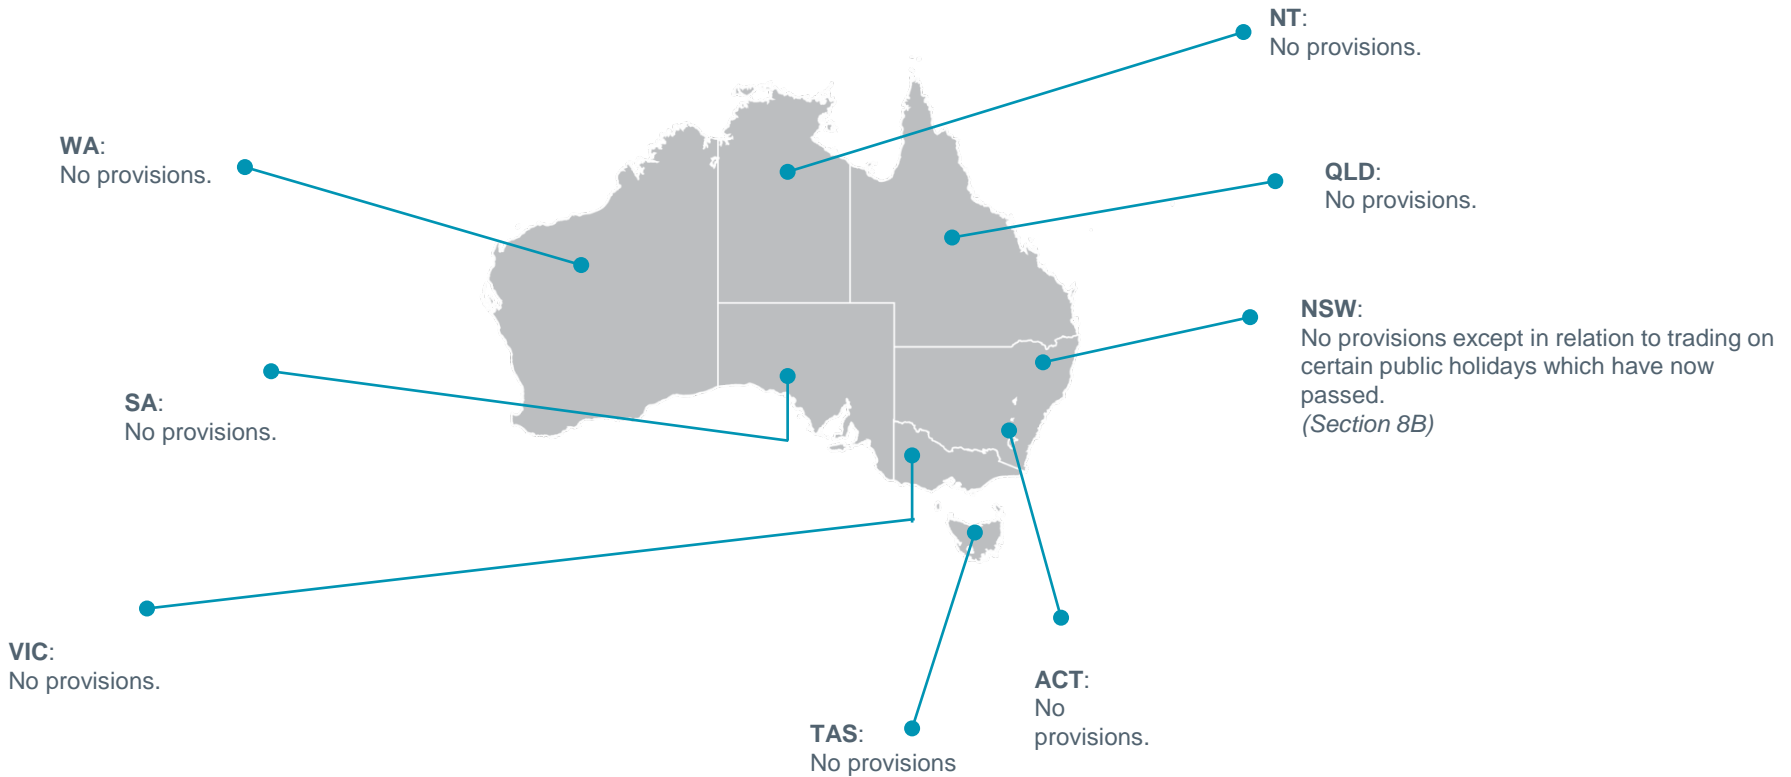 NT:
No provisions.
WA:
No provisions.
QLD:
No provisions.
NSW:
No provisions except in relation to trading on
certain public holidays which have now
passed.
(Section 8B)
SA:
No provisions.
VIC:
No provisions.
ACT:
No
provisions.
TAS:
No provisions